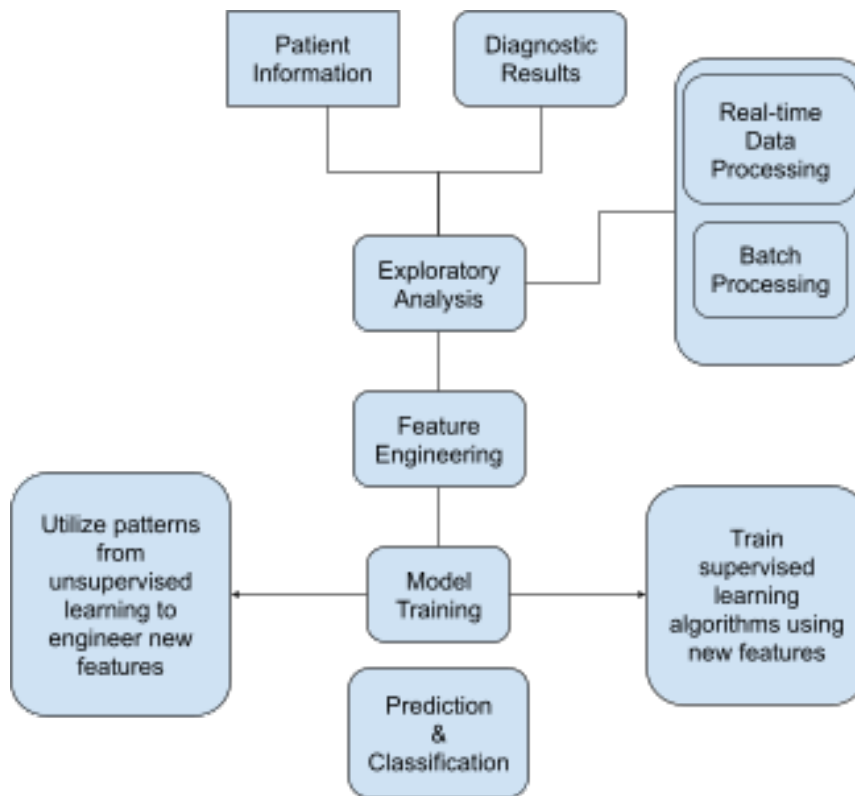 Patient
Information
Diagnostic
Results
Real-time
Data
Processing
Batch
Processing
Exploratory
Analysis
Feature
Engineering
Utilize patterns
from
unsupervised
learning to
engineer new
features
Model
Training
Train
supervised
learning
algorithms using
new features
Prediction
&
Classification